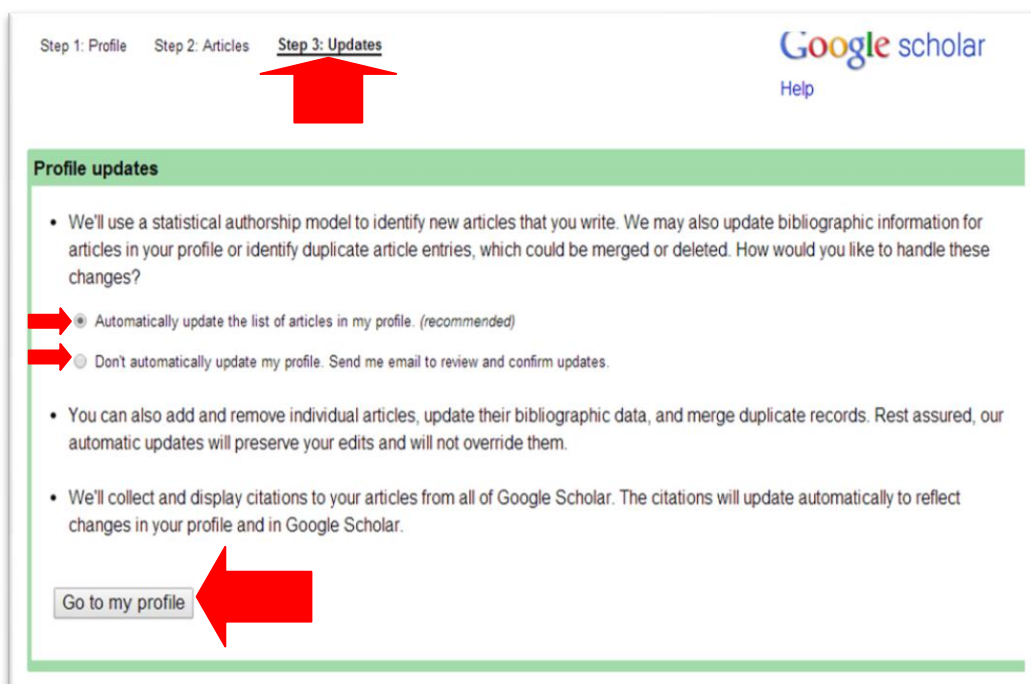 Step 1: Profile Step 2: Articles Step 3: Updates
Google scholar
Help
Profile updates
• We'll use a statistical authorship model to identify new articles that you write. We may also update bibliographic information for
articles in your profile or identify duplicate article entries, which could be merged or deleted. How would you like to handle these
changes?
Automatically update the list of articles in my profile. (recommended)
Don't automatically update my profile. Send me email to review and confirm updates.
• You can also add and remove individual articles, update their bibliographic data, and merge duplicate records. Rest assured, our
automatic updates will preserve your edits and will not override them.
• We'll collect and display citations to your articles from all of Google Scholar. The citations will update automatically to reflect
changes in your profile and in Google Scholar.
Go to my profile